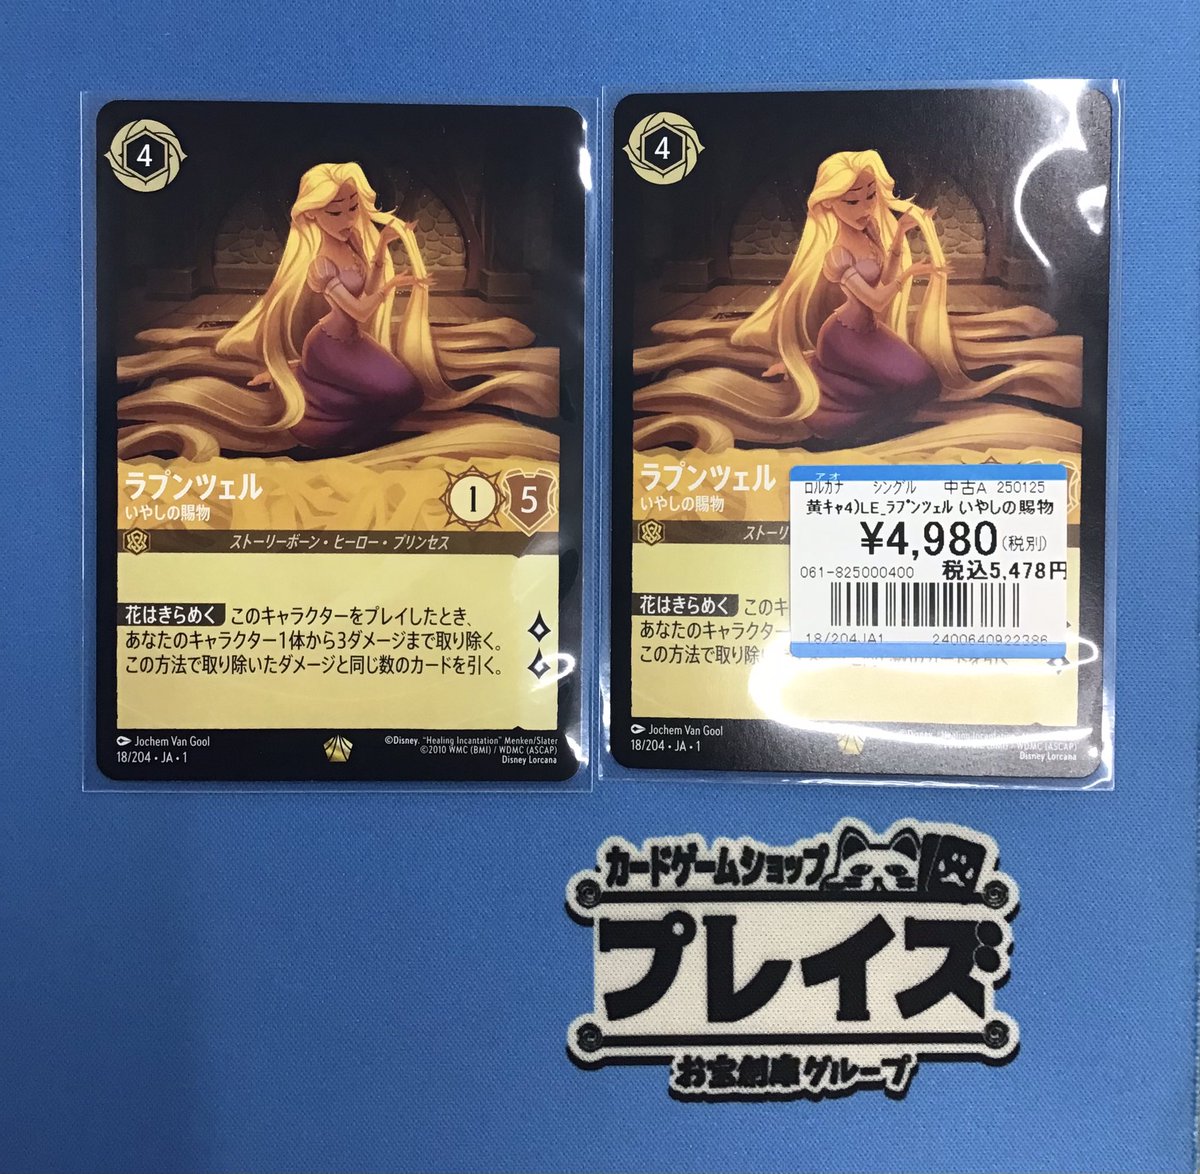 4
ラプンツェル
いやしの賜物
1
5
ストーリーボーン・ヒーロー・プリンセス
花はきらめく このキャラクターをプレイしたとき、
あなたのキャラクター1体から3ダメージまで取り除く。
この方法で取り除いたダメージと同じ数のカードを引く。
Jochem Van Gool
18/204・JA・1
©Disney. "Healing Incantation" Menken/Slater
©2010 WMC (BMI) / WDMC (ASCAP)
Disney Lorcana
4
ラプンツェル
いやしの賜物
ストーリ
花はきらめく このキ
あなたのキャラクター
この方法で取り除い
Jochem Van Gool
18/204・JA・1
WDMC (ASCAP)
Disney Lorcana
アオ
ロルカナ シングル 中古A 250125
黄キャ4)LE_ラプンツェル いやしの賜物
¥4,980(税別)
061-825000400 税込5,478円
18/204JA1 2400640922386
カードゲームショップ
プレイズ
お宝創庫グループ